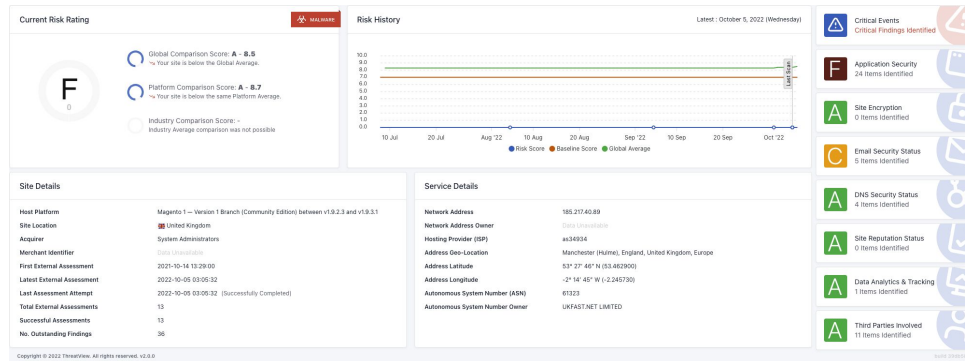 Current Risk Rating
MALWARE
F
0
Global Comparison Score: A - 8.5
Your site is below the Global Average.
Platform Comparison Score: A - 8.7
Your site is below the same Platform Average.
Industry Comparison Score: -
Industry Average comparison was not possible
Risk History
Latest : October 5, 2022 (Wednesday)
10.0
9.0
8.0
7.0
6.0
5.0
4.0
3.0
2.0
1.0
0.0
Last Scan
10 Jul 20 Jul Aug '22 10 Aug 20 Aug Sep '22 10 Sep 20 Sep Oct '22
Risk Score Baseline Score Global Average
Site Details
Host Platform Magento 1 — Version 1 Branch (Community Edition) between v1.9.2.3 and v1.9.3.1
Site Location United Kingdom
Acquirer System Administrators
Merchant Identifier Data Unavailable
First External Assessment 2021-10-14 13:29:00
Latest External Assessment 2022-10-05 03:05:32
Last Assessment Attempt 2022-10-05 03:05:32 (Successfully Completed)
Total External Assessments 13
Successful Assessments 13
No. Outstanding Findings 36
Service Details
Network Address 185.217.40.89
Network Address Owner Data Unavailable
Hosting Provider (ISP) as34934
Address Geo-Location Manchester (Hulme), England, United Kingdom, Europe
Address Latitude 53° 27' 46" N (53.462900)
Address Longitude -2° 14' 45" W (-2.245730)
Autonomous System Number (ASN) 61323
Autonomous System Number Owner UKFAST.NET LIMITED
Critical Events
Critical Findings Identified
F
Application Security
24 Items Identified
A
Site Encryption
0 Items Identified
C
Email Security Status
5 Items Identified
A
DNS Security Status
4 Items Identified
A
Site Reputation Status
0 Items Identified
A
Data Analytics & Tracking
1 Items Identified
A
Third Parties Involved
11 Items Identified
Copyright © 2022 ThreatView. All rights reserved. v2.0.0